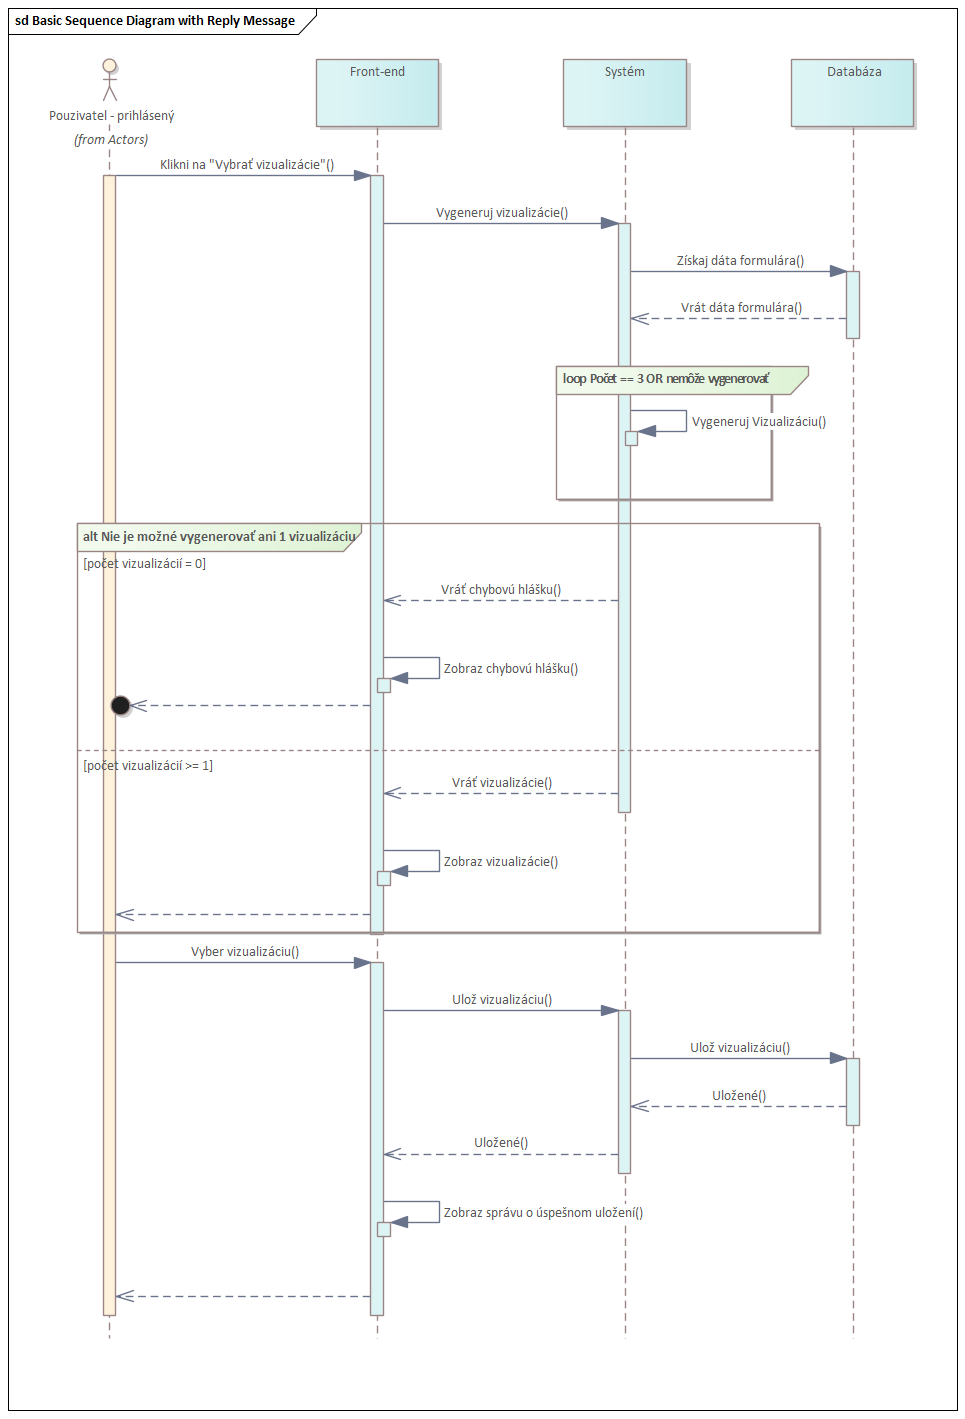 sd Basic Sequence Diagram with Reply Message
Front-end
Systém
Databáza
Pouzivatel - prihlásený
(from Actors)
Klikni na "Vybrať vizualizácie"()
Vygeneruj vizualizácie()
Získaj dáta formulára()
Vrát dáta formulára()
loop Počet == 3 OR nemôže vygenerovať
Vygeneruj Vizualizáciu()
alt Nie je možné vygenerovať ani 1 vizualizáciu
[počet vizualizácií = 0]
Vráť chybovú hlášku()
Zobraz chybovú hlášku()
[počet vizualizácií >= 1]
Vráť vizualizácie()
Zobraz vizualizácie()
Vyber vizualizáciu()
Ulož vizualizáciu()
Ulož vizualizáciu()
Uložené()
Uložené()
Zobraz správu o úspešnom uložení()